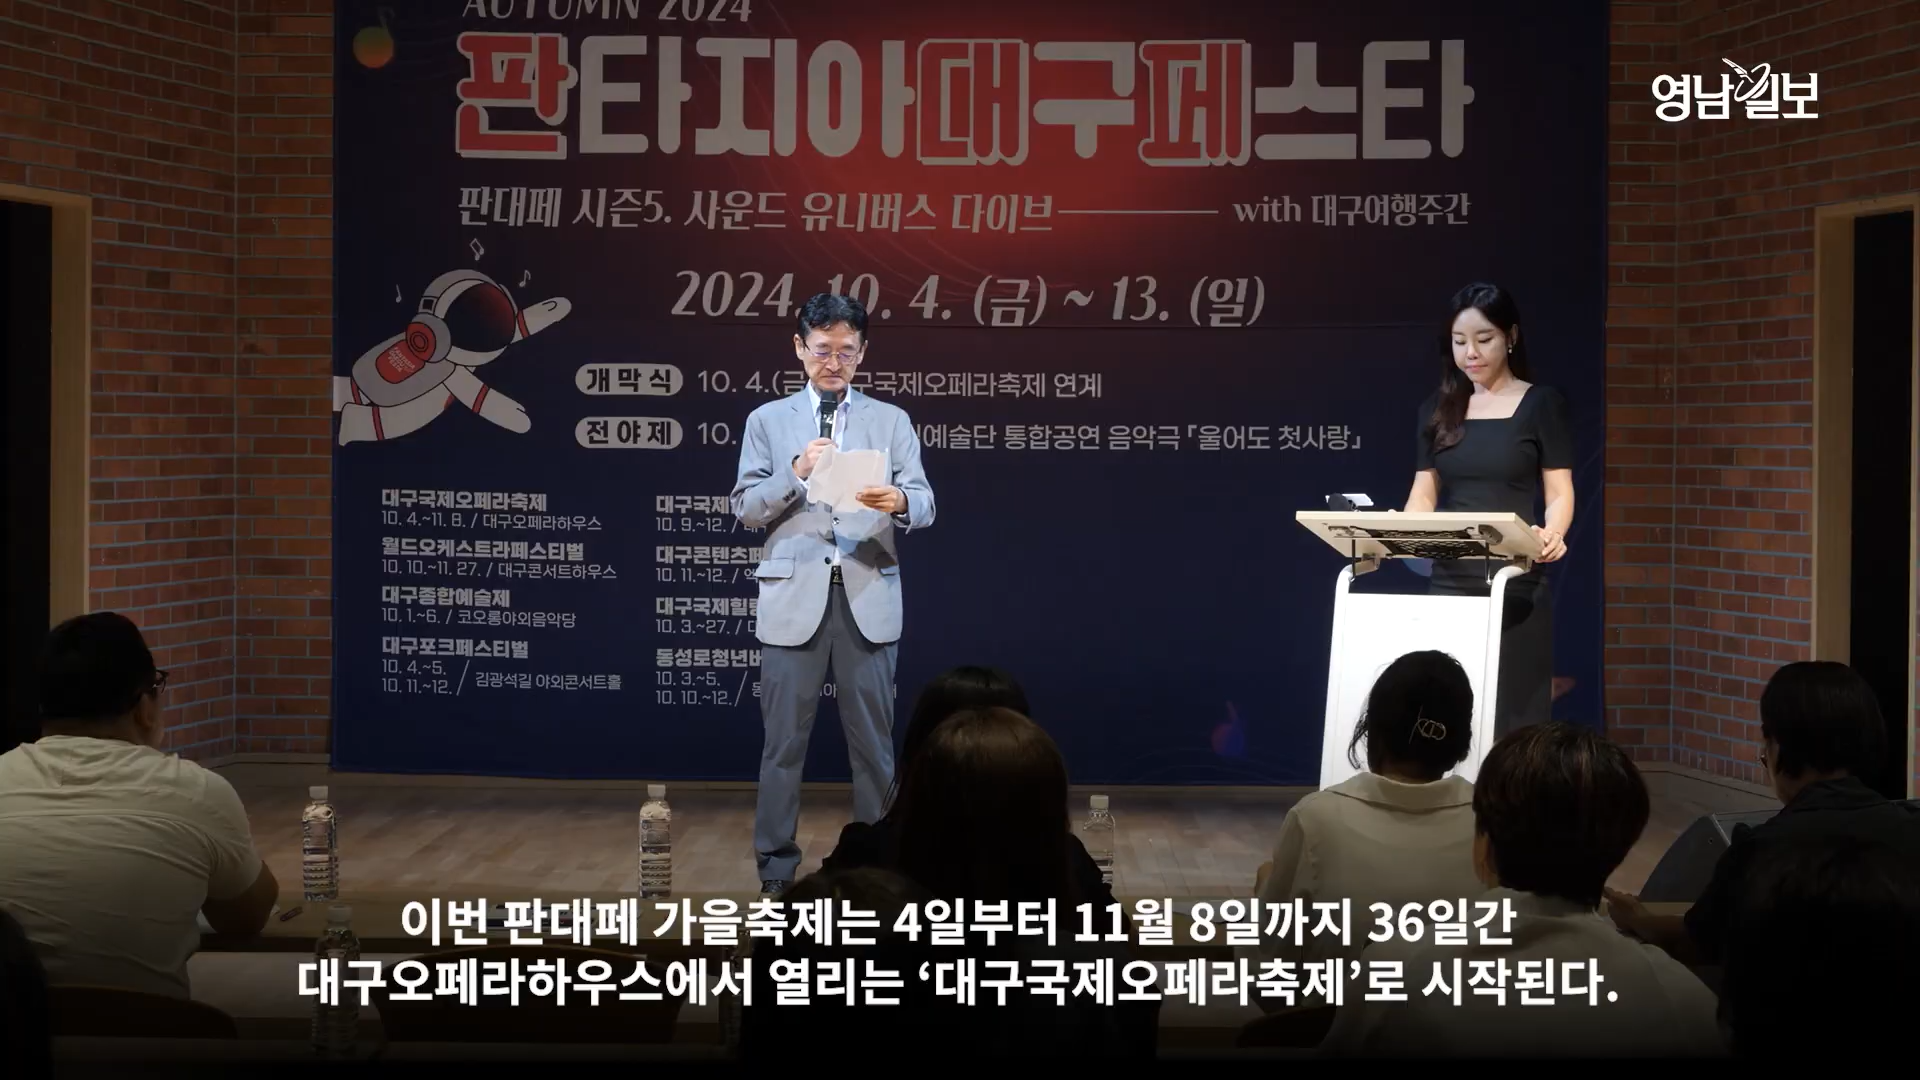 AUTUMN 2024
판타지아대구페스타
영남일보
판대페 시즌5. 사운드 유니버스 다이브 with 대구여행주간
2024. 10. 4. (금) ~ 13. (일)
개막식 10. 4.(금 구국제오페라축제 연계
전야제 10. 예술단 통합공연 음악극 「울어도 첫사랑」
대구국제오페라축제
10. 4.~11. 8. / 대구오페라하우스
월드오케스트라페스티벌
10. 10.~11. 27. / 대구콘서트하우스
대구종합예술제
10. 1.~6. / 코오롱야외음악당
대구포크페스티벌
10. 4.~5.
10. 11.~12. / 김광석길 야외콘서트홀
대구국제
10. 9.~12. /
대구콘텐츠페
10. 11.~12. / 엑
대구국제힐링
10. 3.~27. /
동성로청년버
10. 3.~5.
10. 10.~12. /
이번 판대페 가을축제는 4일부터 11월 8일까지 36일간
대구오페라하우스에서 열리는 ‘대구국제오페라축제’로 시작된다.